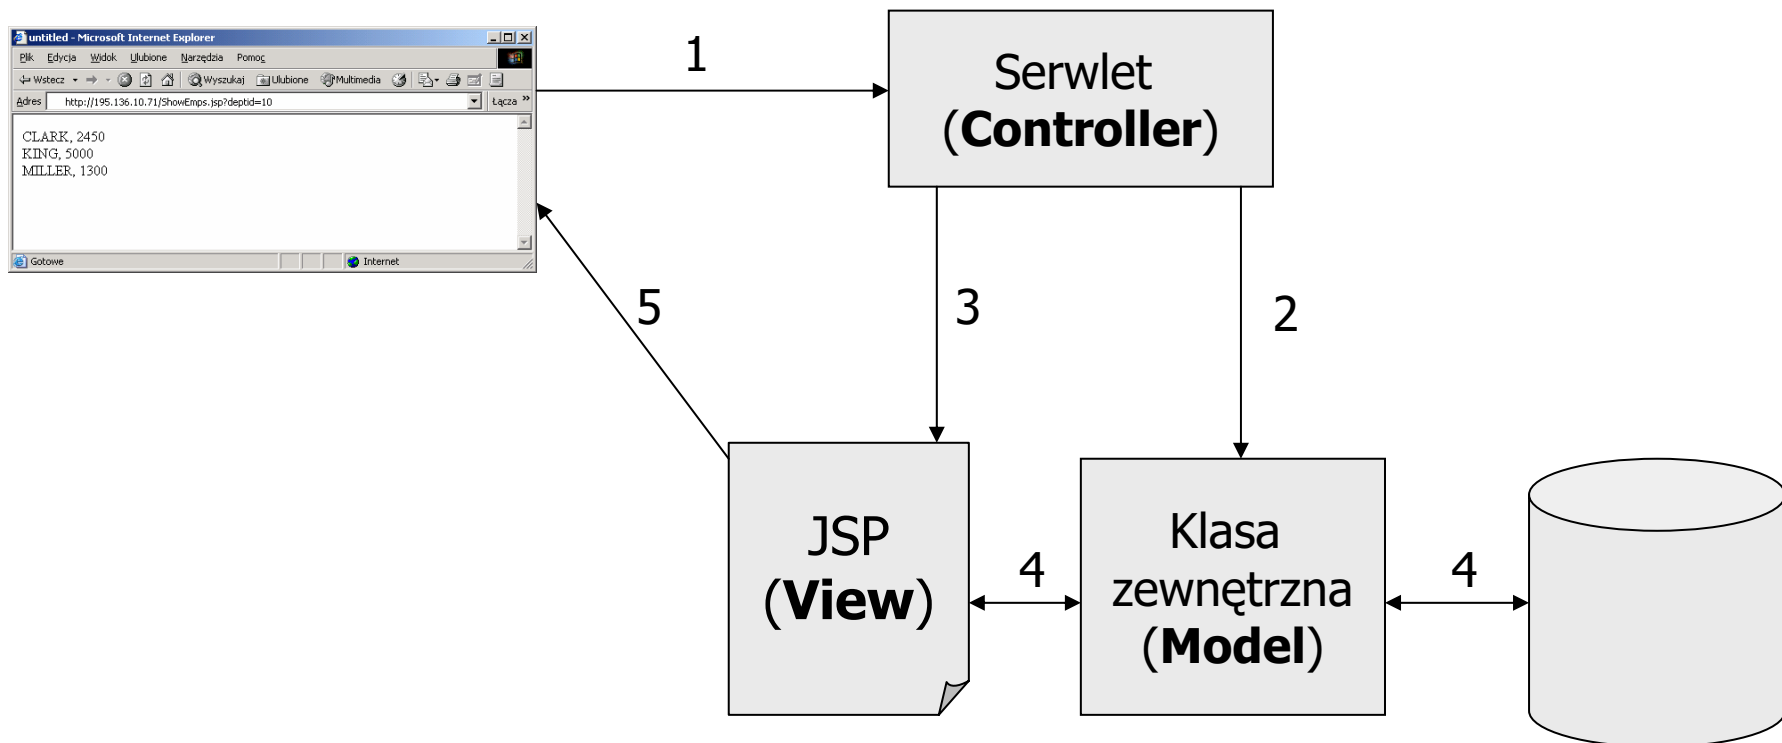 untitled - Microsoft Internet Explorer
Plik Edycja Widok Ulubione Narzędzia Pomoc
Wstecz Wyszukaj Ulubione Multimedia
Adres http://195.136.10.71/ShowEmps.jsp?deptid=10 Łącza »
CLARK, 2450
KING, 5000
MILLER, 1300
Gotowe Internet
1
Serwlet
(Controller)
5
3
2
JSP
(View)
4
Klasa
zewnętrzna
(Model)
4